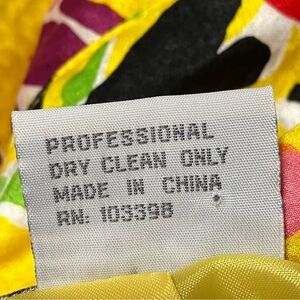 PROFESSIONAL
DRY CLEAN ONLY
MADE IN CHINA
RN: 103398